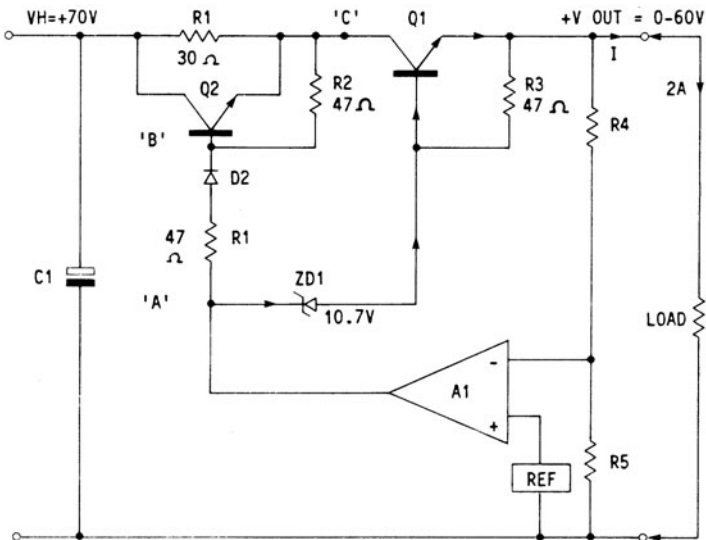 VH=+70V
R1
30 Ω
'C'
Q1
+V OUT = 0-60V
I
2A
Q2
R2
47 Ω
R3
47 Ω
R4
'B'
D2
47
Ω
R1
C1
'A'
ZD1
10.7V
LOAD
-
A1
+
REF
R5